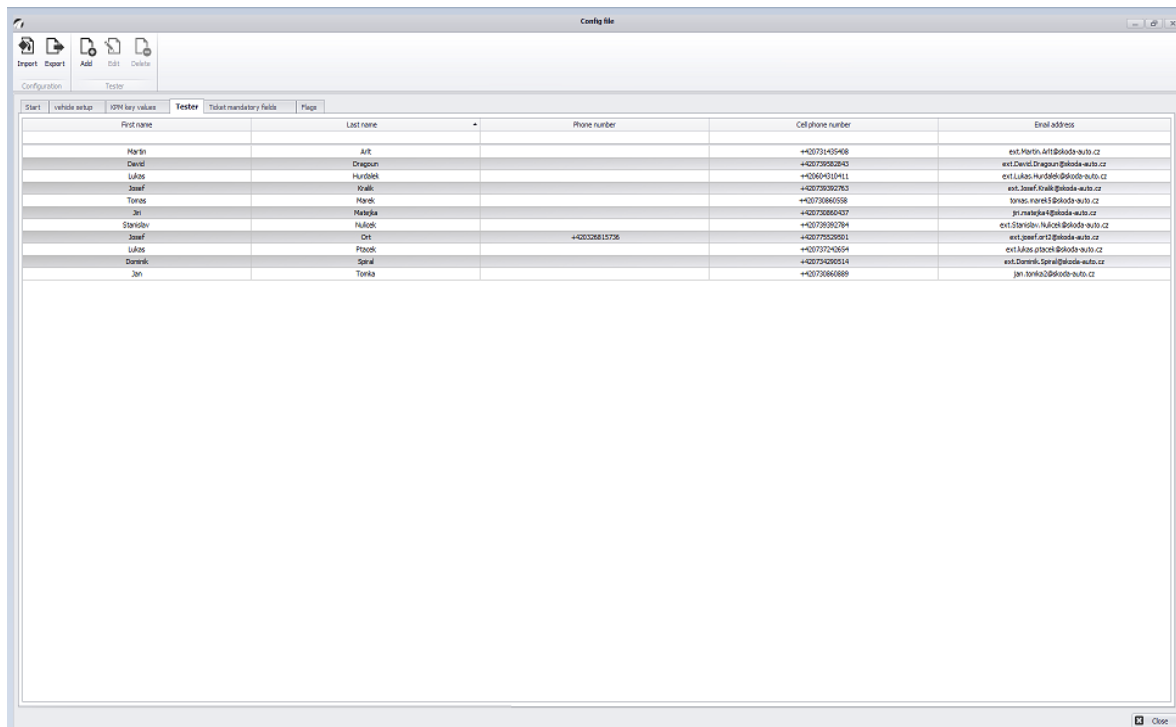 Config file
Import Export Add Edit Delete
Configuration Tester
Start vehicle setup KPM key values Tester Ticket mandatory fields Flags
First name Last name Phone number Cell phone number Email address
Martin Arlt +420731435408 ext.Martin.Arlt@skoda-auto.cz
David Dragoun +420739582843 ext.David.Dragoun@skoda-auto.cz
Lukas Hurdalek +420604310411 ext.Lukas.Hurdalek@skoda-auto.cz
Josef Kralik +420739392763 ext.Josef.Kralik@skoda-auto.cz
Tomas Marek +420730860558 tomas.marek5@skoda-auto.cz
Jiri Matejka +420730860437 jiri.matejka4@skoda-auto.cz
Stanislav Nulicek +420739392784 ext.Stanislav.Nulicek@skoda-auto.cz
Josef Ort +420326815736 +420775529501 ext.josef.ort2@skoda-auto.cz
Lukas Ptacek +420737242654 ext.lukas.ptacek@skoda-auto.cz
Dominik Spiral +420734290514 ext.Dominik.Spiral@skoda-auto.cz
Jan Tomka +420730860889 jan.tomka2@skoda-auto.cz
Close